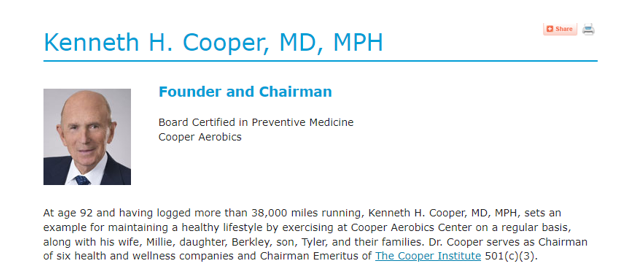 Share
Kenneth H. Cooper, MD, MPH
Founder and Chairman
Board Certified in Preventive Medicine
Cooper Aerobics
At age 92 and having logged more than 38,000 miles running, Kenneth H. Cooper, MD, MPH, sets an
example for maintaining a healthy lifestyle by exercising at Cooper Aerobics Center on a regular basis,
along with his wife, Millie, daughter, Berkley, son, Tyler, and their families. Dr. Cooper serves as Chairman
of six health and wellness companies and Chairman Emeritus of The Cooper Institute 501(c)(3).